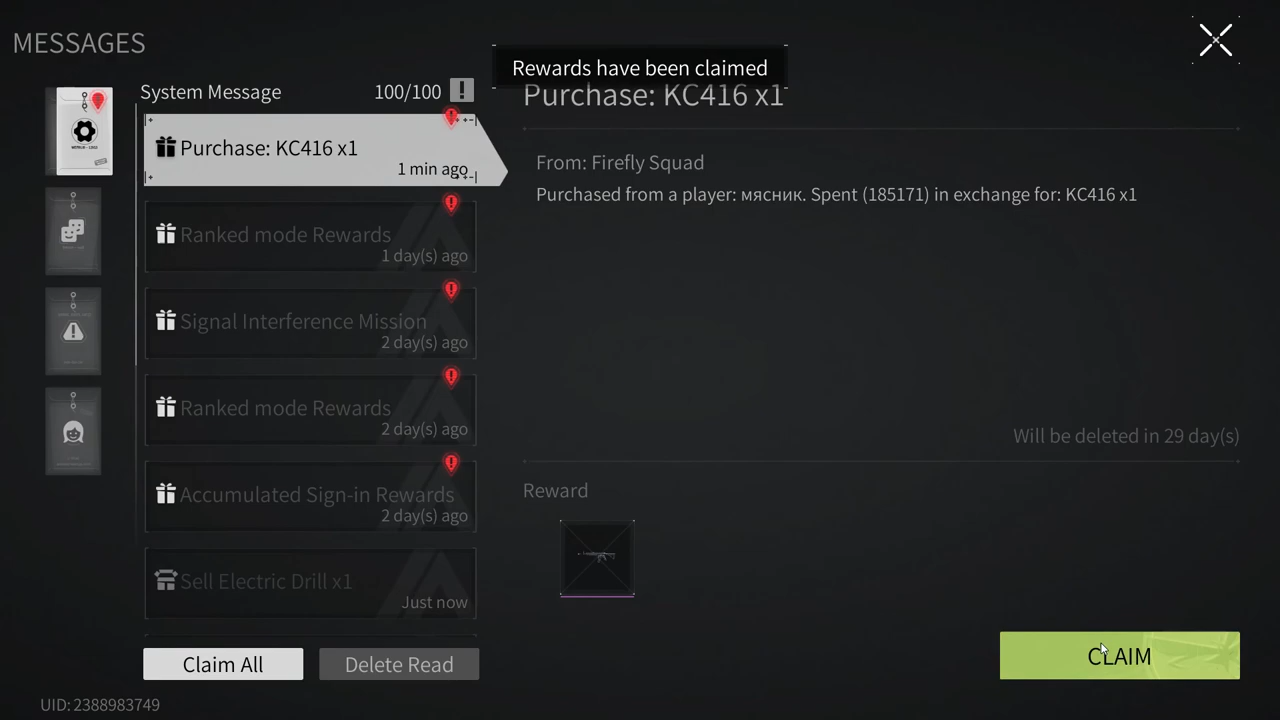 MESSAGES
Rewards have been claimed
System Message 100/100
Purchase: KC416 x1
Purchase: KC416 x1
1 min ago
From: Firefly Squad
Purchased from a player: мясник. Spent (185171) in exchange for: KC416 x1
Ranked mode Rewards
1 day(s) ago
Signal Interference Mission
2 day(s) ago
Ranked mode Rewards
2 day(s) ago
Will be deleted in 29 day(s)
Accumulated Sign-in Rewards
2 day(s) ago
Reward
Sell Electric Drill x1
Just now
Claim All
Delete Read
CLAIM
UID: 2388983749